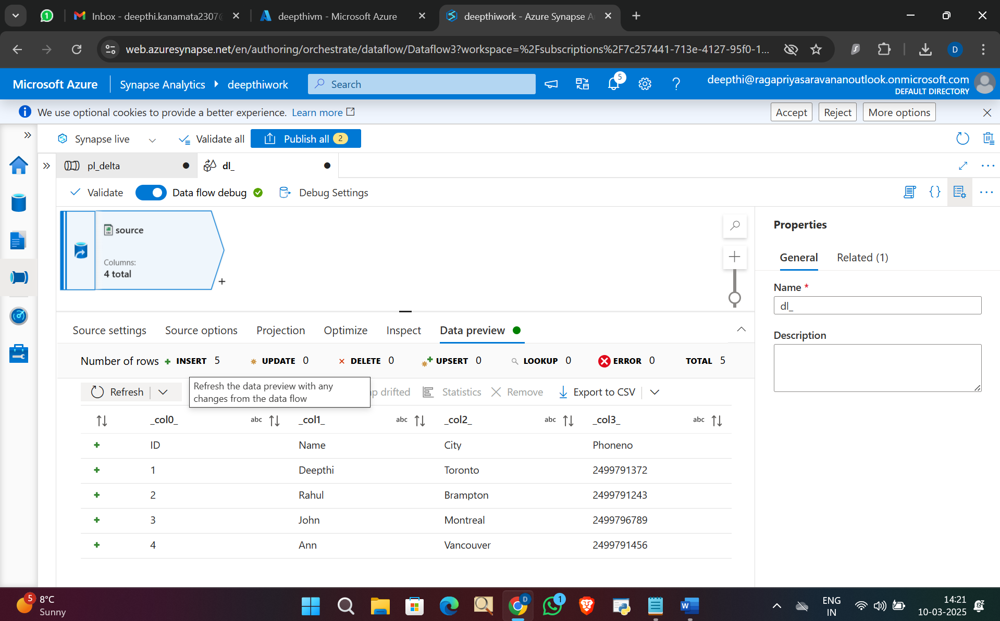 1
Inbox - deepthi.kanamata2307
deepthivm - Microsoft Azure
deepthiwork - Azure Synapse A
web.azuresynapse.net/en/authoring/orchestrate/dataflow/Dataflow3?workspace=%2Fsubscriptions%2F7c257441-713e-4127-95f0-1...
D
Microsoft Azure
Synapse Analytics
deepthiwork
Search
5
deepthi@ragapriyasaravananoutlook.onmicrosoft.com
DEFAULT DIRECTORY
We use optional cookies to provide a better experience. Learn more
Accept
Reject
More options
Synapse live
Validate all
Publish all 2
pl_delta
dl_
Validate
Data flow debug
Debug Settings
source
Columns:
4 total
Properties
General
Related (1)
Name *
dl_
Description
Source settings
Source options
Projection
Optimize
Inspect
Data preview
Number of rows + INSERT 5 UPDATE 0 DELETE 0 UPSERT 0 LOOKUP 0 ERROR 0 TOTAL 5
Refresh
Refresh the data preview with any
changes from the data flow
p drifted
Statistics
Remove
Export to CSV
_col0_ abc _col1_ abc _col2_ abc _col3_ abc
ID Name City Phoneno
1 Deepthi Toronto 2499791372
2 Rahul Brampton 2499791243
3 John Montreal 2499796789
4 Ann Vancouver 2499791456
5
8°C
Sunny
D
1
W
ENG
IN
14:21
10-03-2025